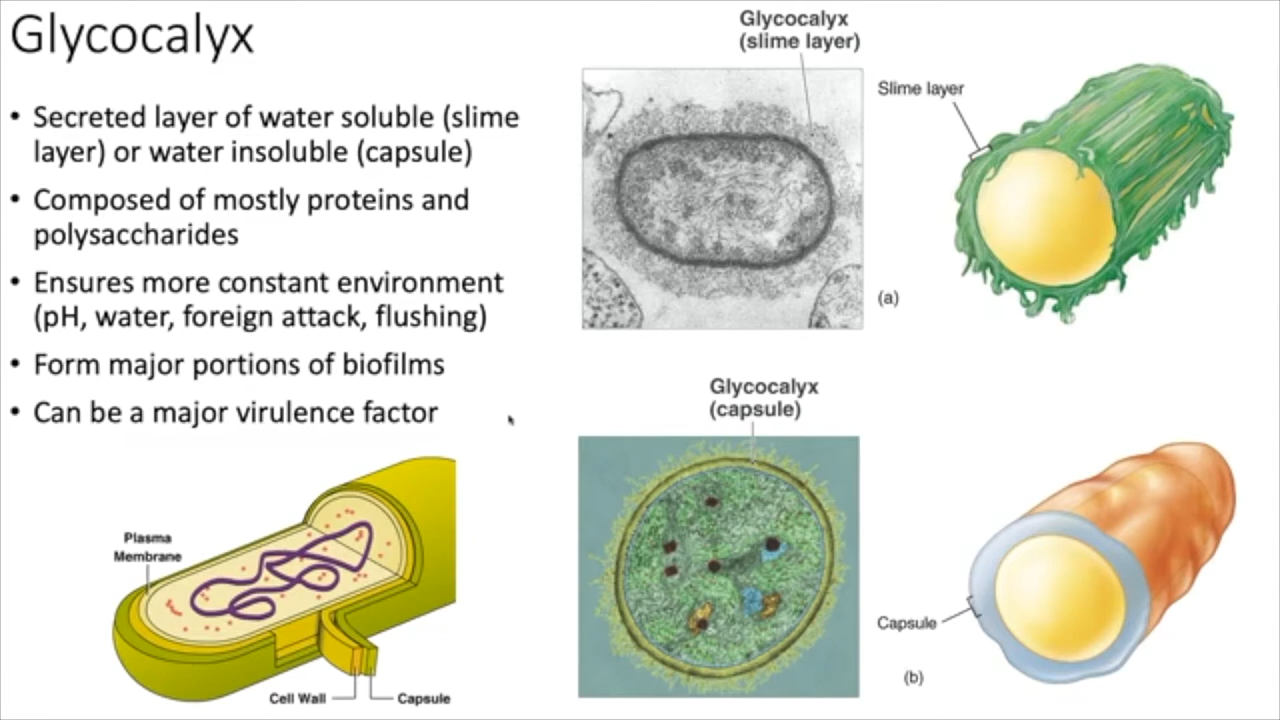 Glycocalyx
• Secreted layer of water soluble (slime
layer) or water insoluble (capsule)
• Composed of mostly proteins and
polysaccharides
• Ensures more constant environment
(pH, water, foreign attack, flushing)
• Form major portions of biofilms
• Can be a major virulence factor
Plasma
Membrane
Cell Wall
Capsule
Glycocalyx
(slime layer)
Slime layer
(a)
Glycocalyx
(capsule)
Capsule
(b)